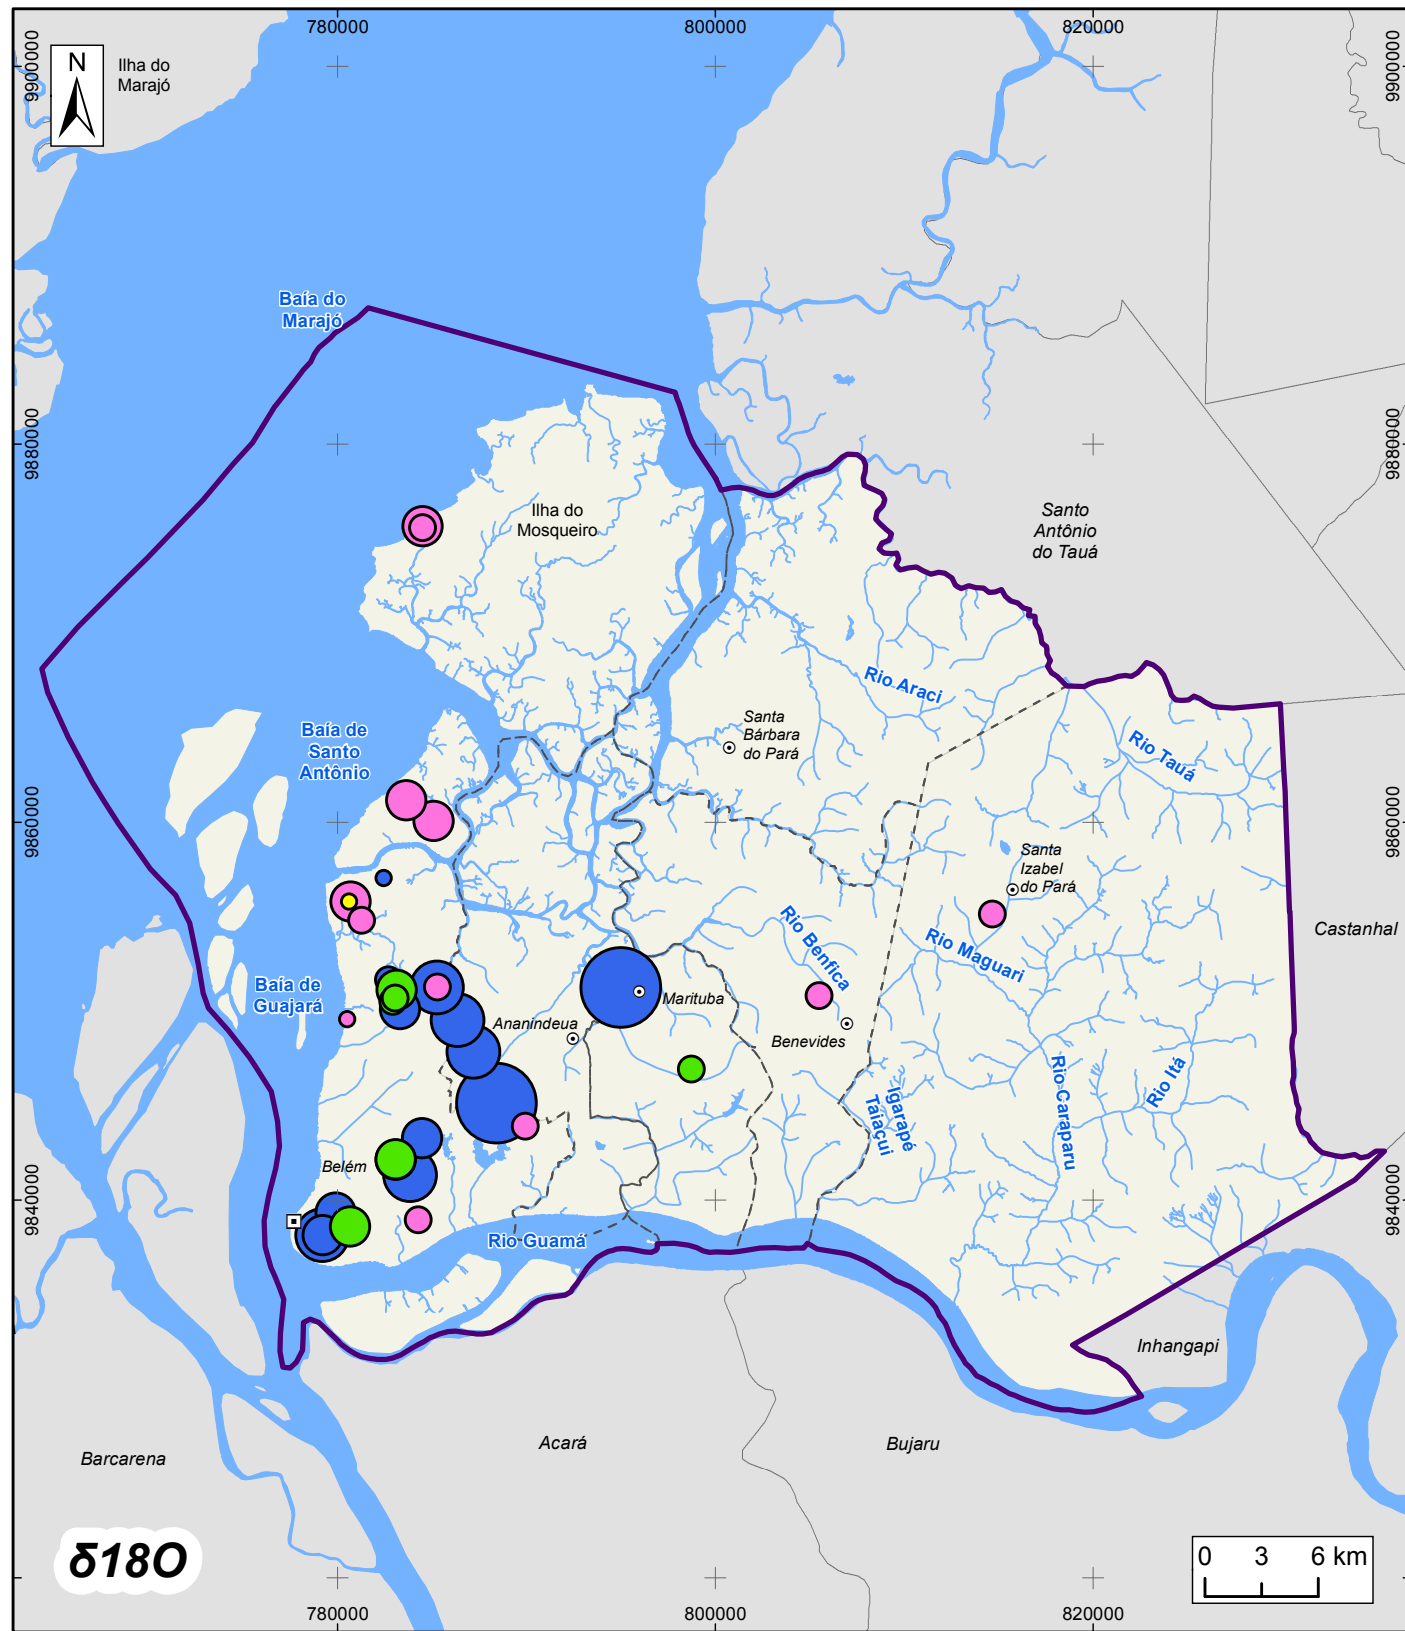 780000
800000
820000
9900000
9900000
N
Ilha do
Marajó
Baía do
Marajó
9880000
9880000
Ilha do
Mosqueiro
Santo
Antônio
do Tauá
Rio Araci
Santa
Bárbara
do Pará
Baía de
Santo
Antônio
Rio Tauá
9860000
9860000
Santa
Izabel
do Pará
Rio Benfica
Rio Maguari
Castanhal
Baía de
Guajará
Marituba
Ananindeua
Benevides
Igarapé
Taiaçui
Rio Caraparu
Rio Itá
Belém
9840000
9840000
Rio Guamá
Inhangapi
Acará
Bujaru
Barcarena
δ18O
0 3 6 km
780000
800000
820000